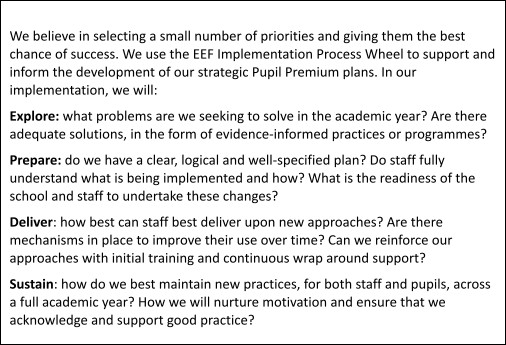 We believe in selecting a small number of priorities and giving them the best
chance of success. We use the EEF Implementation Process Wheel to support and
inform the development of our strategic Pupil Premium plans. In our
implementation, we will:
Explore: what problems are we seeking to solve in the academic year? Are there
adequate solutions, in the form of evidence-informed practices or programmes?
Prepare: do we have a clear, logical and well-specified plan? Do staff fully
understand what is being implemented and how? What is the readiness of the
school and staff to undertake these changes?
Deliver: how best can staff best deliver upon new approaches? Are there
mechanisms in place to improve their use over time? Can we reinforce our
approaches with initial training and continuous wrap around support?
Sustain: how do we best maintain new practices, for both staff and pupils, across
a full academic year? How we will nurture motivation and ensure that we
acknowledge and support good practice?